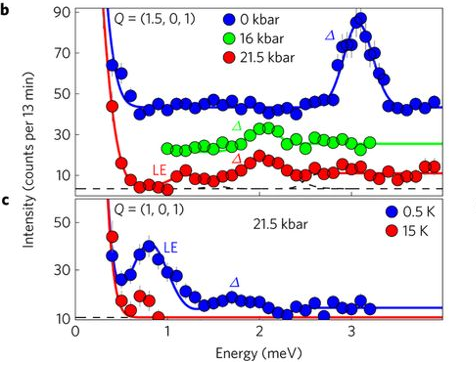 b
Q = (1.5, 0, 1)
0 kbar
16 kbar
21.5 kbar
Δ
Δ
Δ
LE
90
70
50
30
10
Intensity (counts per 13 min)
c
Q = (1, 0, 1)
21.5 kbar
0.5 K
15 K
LE
Δ
50
30
10
0 1 2 3
Energy (meV)